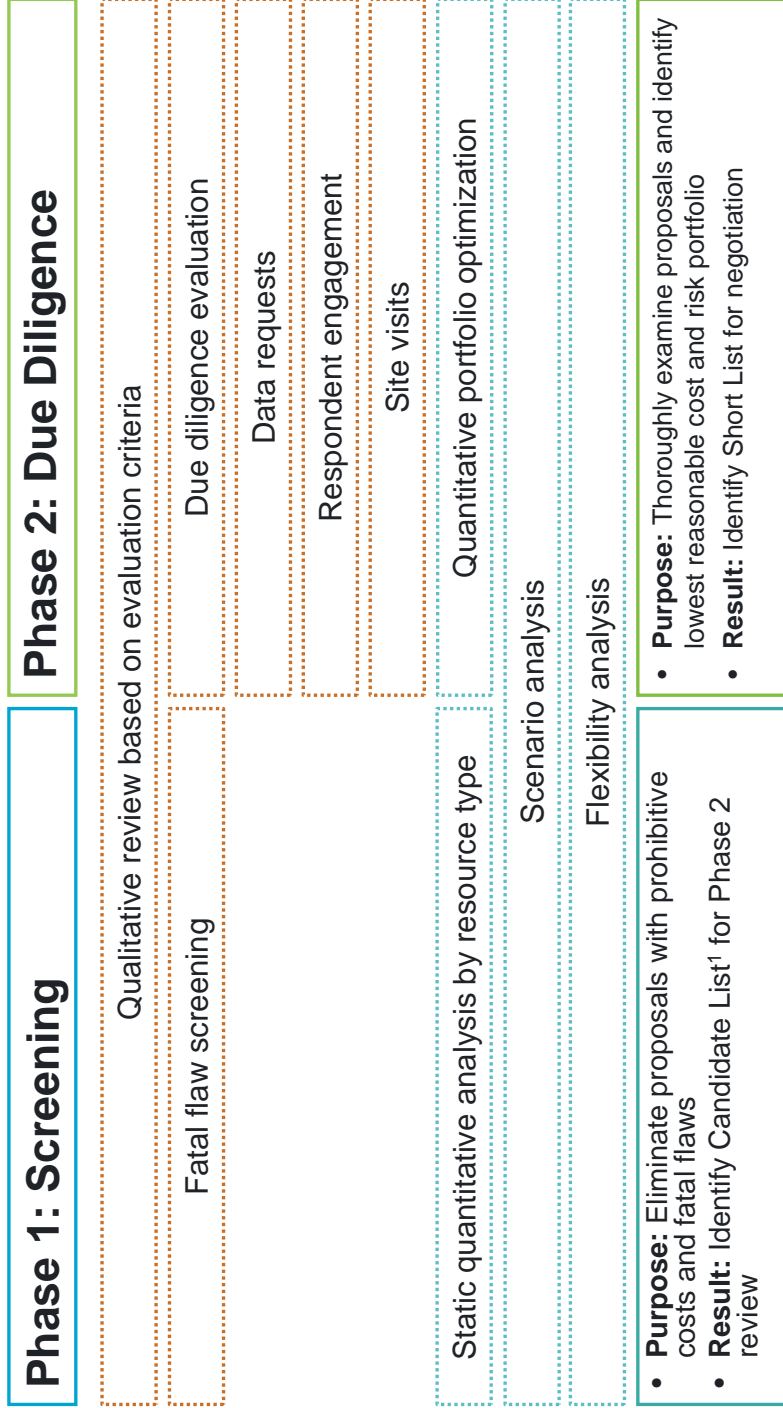 Phase 1: Screening
Phase 2: Due Diligence
Qualitative review based on evaluation criteria
Fatal flaw screening
Due diligence evaluation
Data requests
Respondent engagement
Site visits
Static quantitative analysis by resource type
Quantitative portfolio optimization
Scenario analysis
Flexibility analysis
• Purpose: Eliminate proposals with prohibitive
costs and fatal flaws
• Result: Identify Candidate List¹ for Phase 2
review
• Purpose: Thoroughly examine proposals and identify
lowest reasonable cost and risk portfolio
• Result: Identify Short List for negotiation